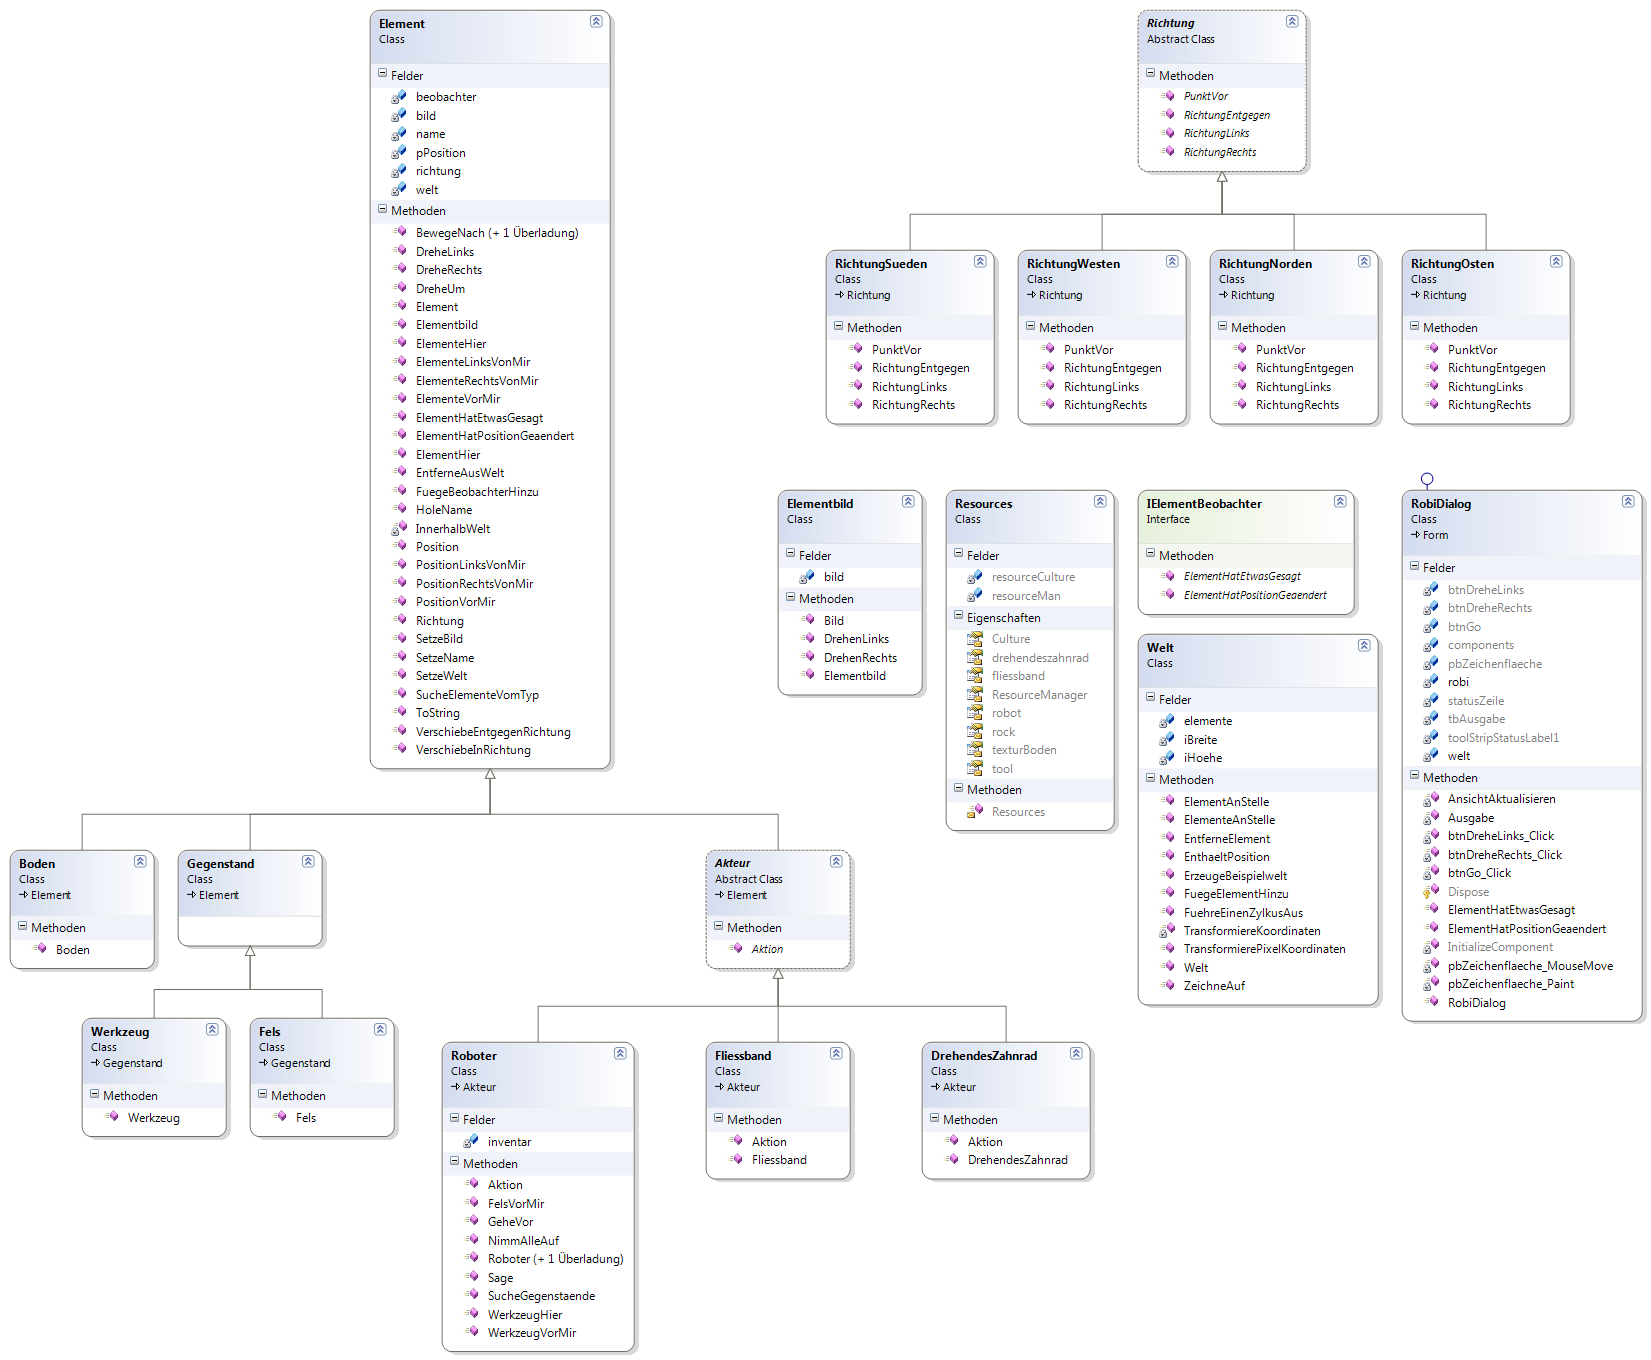 Element
Class
Felder
beobachter
bild
name
pPosition
richtung
welt
Methoden
BewegeNach (+ 1 Überladung)
DreheLinks
DreheRechts
DreheUm
Element
Elementbild
ElementeHier
ElementeLinksVonMir
ElementeRechtsVonMir
ElementeVorMir
ElementHatEtwasGesagt
ElementHatPositionGeaendert
ElementHier
EntferneAusWelt
FuegeBeobachterHinzu
HoleName
InnerhalbWelt
Position
PositionLinksVonMir
PositionRechtsVonMir
PositionVorMir
Richtung
SetzeBild
SetzeName
SetzeWelt
SucheElementeVomTyp
ToString
VerschiebeEntgegenRichtung
VerschiebeInRichtung
Richtung
Abstract Class
Methoden
PunktVor
RichtungEntgegen
RichtungLinks
RichtungRechts
RichtungSueden
Class
Richtung
Methoden
PunktVor
RichtungEntgegen
RichtungLinks
RichtungRechts
RichtungWesten
Class
Richtung
Methoden
PunktVor
RichtungEntgegen
RichtungLinks
RichtungRechts
RichtungNorden
Class
Richtung
Methoden
PunktVor
RichtungEntgegen
RichtungLinks
RichtungRechts
RichtungOsten
Class
Richtung
Methoden
PunktVor
RichtungEntgegen
RichtungLinks
RichtungRechts
Elementbild
Class
Felder
bild
Methoden
Bild
DrehenLinks
DrehenRechts
Elementbild
Resources
Class
Felder
resourceCulture
resourceMan
Eigenschaften
Culture
drehendeszahnrad
fliessband
ResourceManager
robot
rock
texturBoden
tool
Methoden
Resources
IElementBeobachter
Interface
Methoden
ElementHatEtwasGesagt
ElementHatPositionGeaendert
Welt
Class
Felder
elemente
iBreite
iHoehe
Methoden
ElementAnStelle
ElementeAnStelle
EntferneElement
EnthaeltPosition
ErzeugeBeispielwelt
FuegeElementHinzu
FuehreEinenZylkusAus
TransformiereKoordinaten
TransformierePixelKoordinaten
Welt
ZeichneAuf
RobiDialog
Class
Form
Felder
btnDreheLinks
btnDreheRechts
btnGo
components
pbZeichenflaeche
robi
statusZeile
tbAusgabe
toolStripStatusLabel1
welt
Methoden
AnsichtAktualisieren
Ausgabe
btnDreheLinks_Click
btnDreheRechts_Click
btnGo_Click
Dispose
ElementHatEtwasGesagt
ElementHatPositionGeaendert
InitializeComponent
pbZeichenflaeche_MouseMove
pbZeichenflaeche_Paint
RobiDialog
Boden
Class
Element
Methoden
Boden
Gegenstand
Class
Element
Akteur
Abstract Class
Element
Methoden
Aktion
Werkzeug
Class
Gegenstand
Methoden
Werkzeug
Fels
Class
Gegenstand
Methoden
Fels
Roboter
Class
Akteur
Felder
inventar
Methoden
Aktion
FelsVorMir
GeheVor
NimmAlleAuf
Roboter (+ 1 Überladung)
Sage
SucheGegenstaende
WerkzeugHier
WerkzeugVorMir
Fliessband
Class
Akteur
Methoden
Aktion
Fliessband
DrehendesZahnrad
Class
Akteur
Methoden
Aktion
DrehendesZahnrad